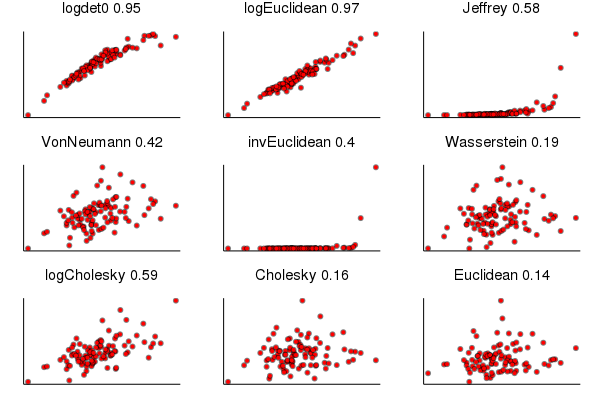 logdet0 0.95
logEuclidean 0.97
Jeffrey 0.58
VonNeumann 0.42
invEuclidean 0.4
Wasserstein 0.19
logCholesky 0.59
Cholesky 0.16
Euclidean 0.14